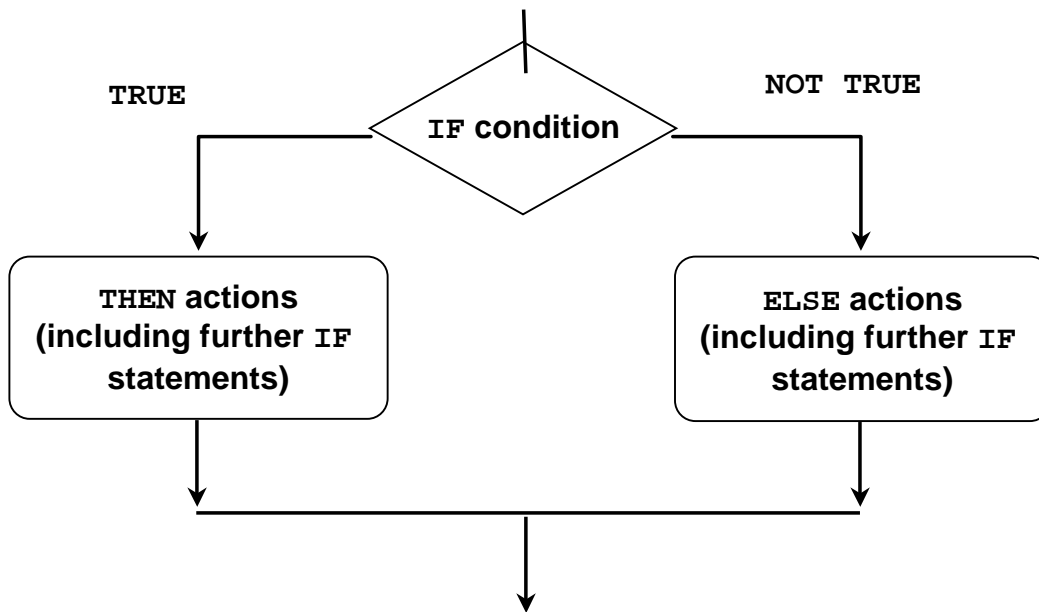 TRUE
NOT TRUE
IF condition
THEN actions
(including further IF
statements)
ELSE actions
(including further IF
statements)